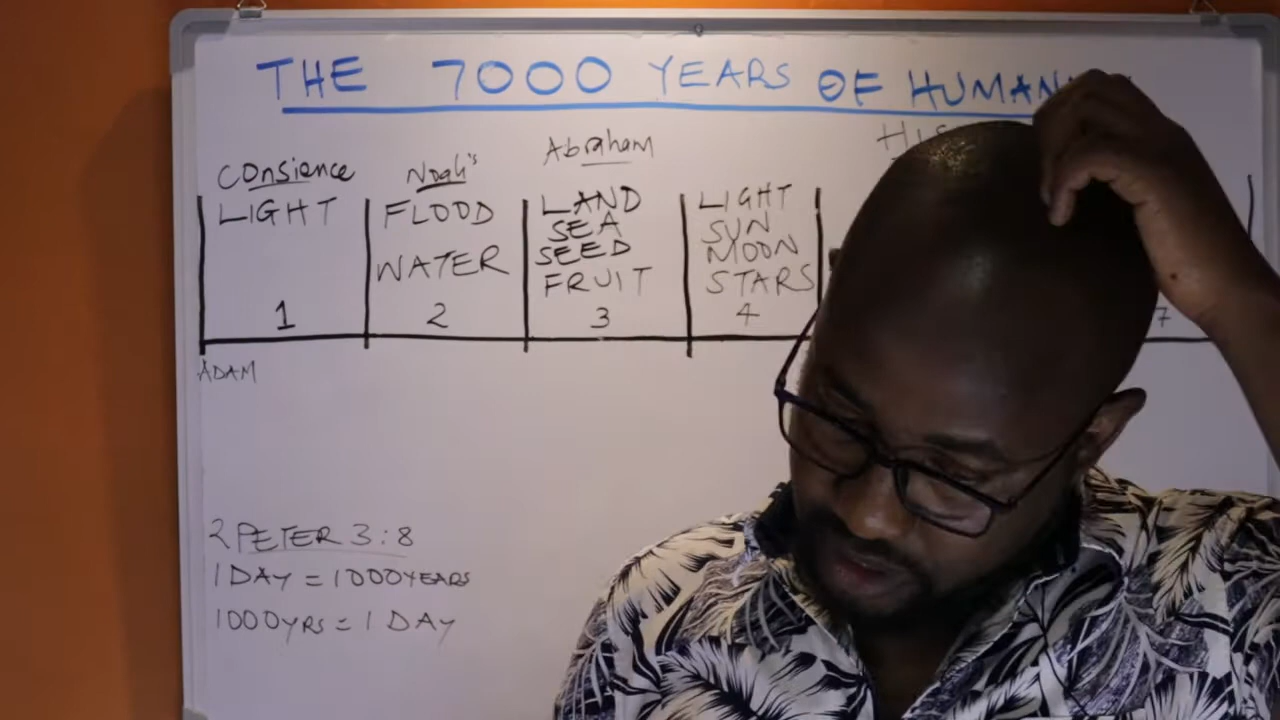 THE 7000 YEARS OF HUMAN
HIS
CONSIENCE
LIGHT
1
Noah's
FLOOD
WATER
2
Abraham
LAND
SEA
SEED
FRUIT
3
LIGHT
SUN
MOON
STARS
4
7
ADAM
2 PETER 3:8
1 DAY = 1000 YEARS
1000 YRS = 1 DAY